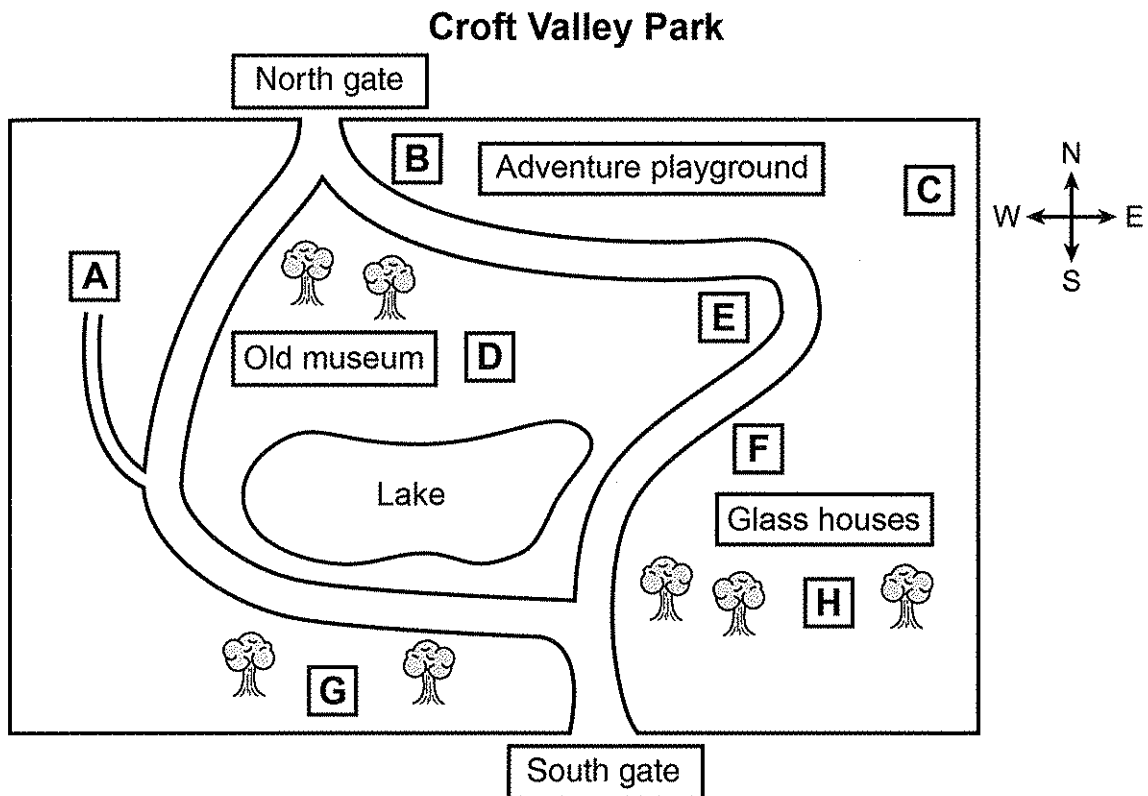 Croft Valley Park
North gate
B
Adventure playground
C
N
W E
S
A
E
Old museum
D
F
Lake
Glass houses
H
G
South gate